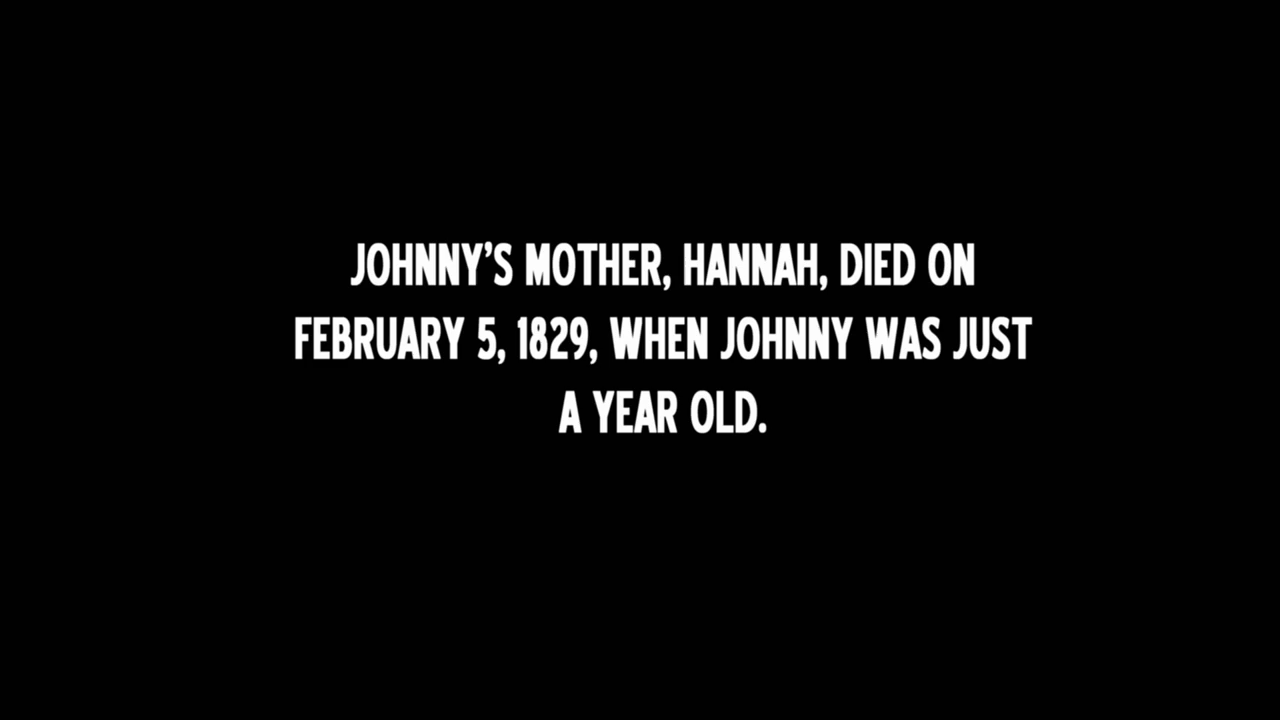 JOHNNY’S MOTHER, HANNAH, DIED ON
FEBRUARY 5, 1829, WHEN JOHNNY WAS JUST
A YEAR OLD.